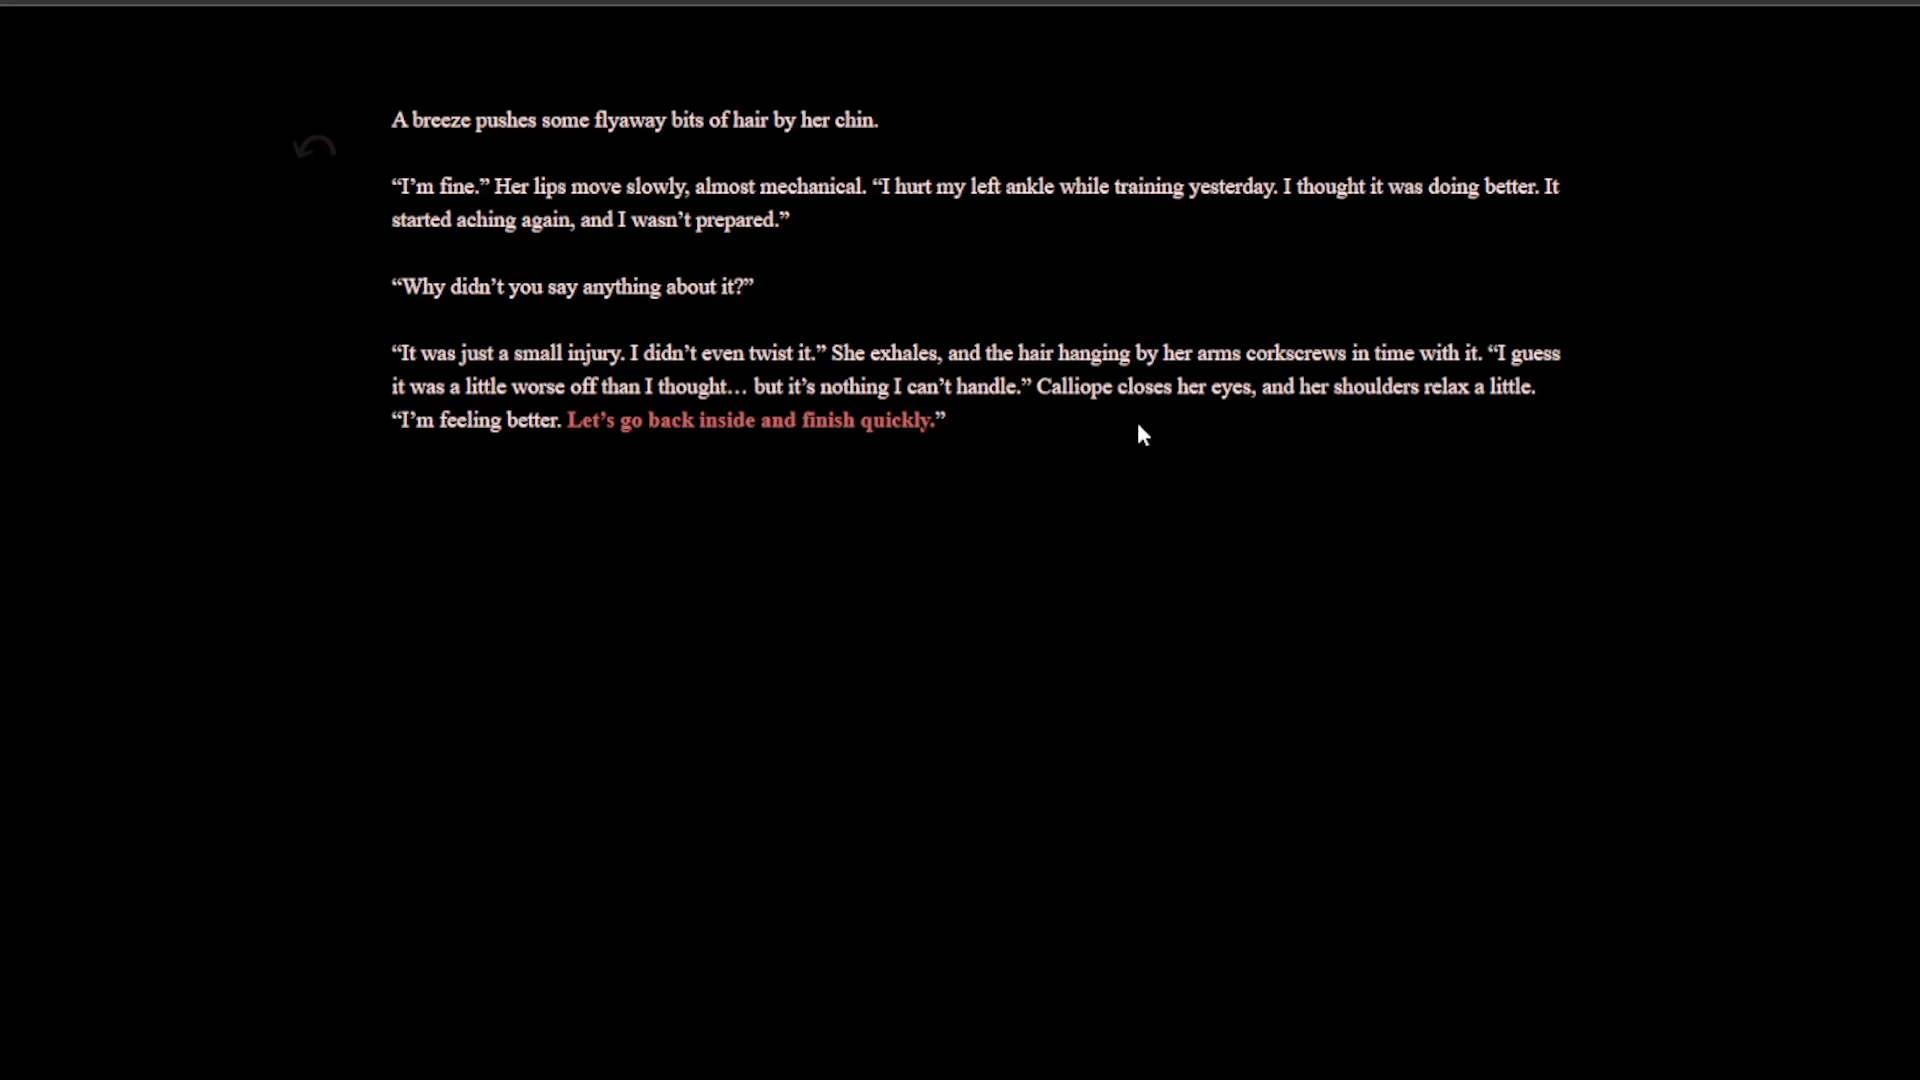 A breeze pushes some flyaway bits of hair by her chin.
“I’m fine.” Her lips move slowly, almost mechanical. “I hurt my left ankle while training yesterday. I thought it was doing better. It
started aching again, and I wasn’t prepared.”
“Why didn’t you say anything about it?”
“It was just a small injury. I didn’t even twist it.” She exhales, and the hair hanging by her arms corkscrews in time with it. “I guess
it was a little worse off than I thought… but it’s nothing I can’t handle.” Calliope closes her eyes, and her shoulders relax a little.
“I’m feeling better. Let’s go back inside and finish quickly.”